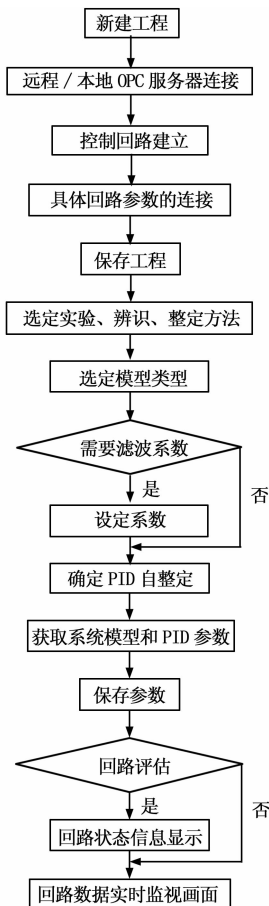 新建工程
远程/本地 OPC 服务器连接
控制回路建立
具体回路参数的连接
保存工程
选定实验、辨识、整定方法
选定模型类型
需要滤波系数
是
否
设定系数
确定 PID 自整定
获取系统模型和 PID 参数
保存参数
回路评估
是
否
回路状态信息显示
回路数据实时监视画面